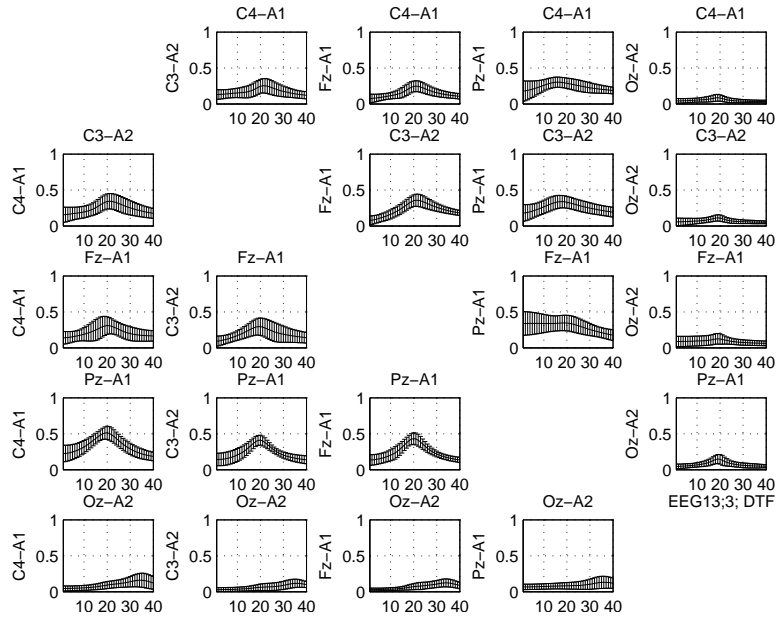 C4−A1 C4−A1 C4−A1 C4−A1
C3−A2 Fz−A1 Pz−A1 Oz−A2
1 1 1 1
0.5 0.5 0.5 0.5
0 0 0 0
10 20 30 40 10 20 30 40 10 20 30 40 10 20 30 40
C3−A2 C3−A2 C3−A2 C3−A2
C4−A1 Fz−A1 Pz−A1 Oz−A2
1 1 1 1
0.5 0.5 0.5 0.5
0 0 0 0
10 20 30 40 10 20 30 40 10 20 30 40 10 20 30 40
Fz−A1 Fz−A1 Fz−A1 Fz−A1
C4−A1 C3−A2 Pz−A1 Oz−A2
1 1 1 1
0.5 0.5 0.5 0.5
0 0 0 0
10 20 30 40 10 20 30 40 10 20 30 40 10 20 30 40
Pz−A1 Pz−A1 Pz−A1 Pz−A1
C4−A1 C3−A2 Fz−A1 Oz−A2
1 1 1 1
0.5 0.5 0.5 0.5
0 0 0 0
10 20 30 40 10 20 30 40 10 20 30 40 10 20 30 40
Oz−A2 Oz−A2 Oz−A2 Oz−A2 EEG13;3; DTF
C4−A1 C3−A2 Fz−A1 Pz−A1
1 1 1 1
0.5 0.5 0.5 0.5
0 0 0 0
10 20 30 40 10 20 30 40 10 20 30 40 10 20 30 40